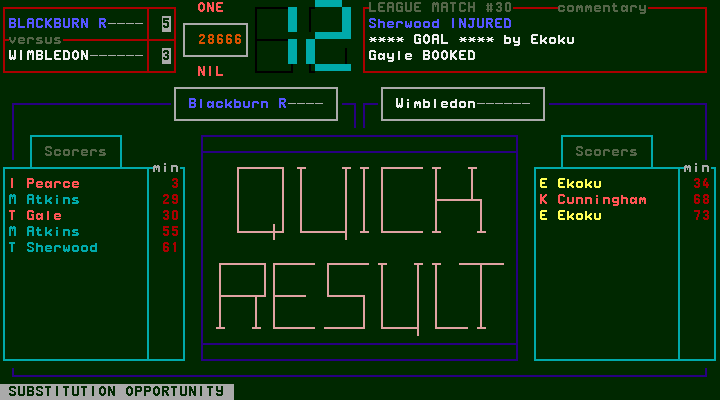 BLACKBURN R---- 5
versus
WIMBLEDON------ 3
ONE
28666
NIL
12
LEAGUE MATCH #30 commentary
Sherwood INJURED
**** GOAL **** by Ekoku
Gayle BOOKED
Blackburn R----
Wimbledon------
Scorers
min
I Pearce 3
M Atkins 29
T Gale 30
M Atkins 55
T Sherwood 61
QUICK
RESULT
Scorers
min
E Ekoku 34
K Cunningham 68
E Ekoku 73
SUBSTITUTION OPPORTUNITY